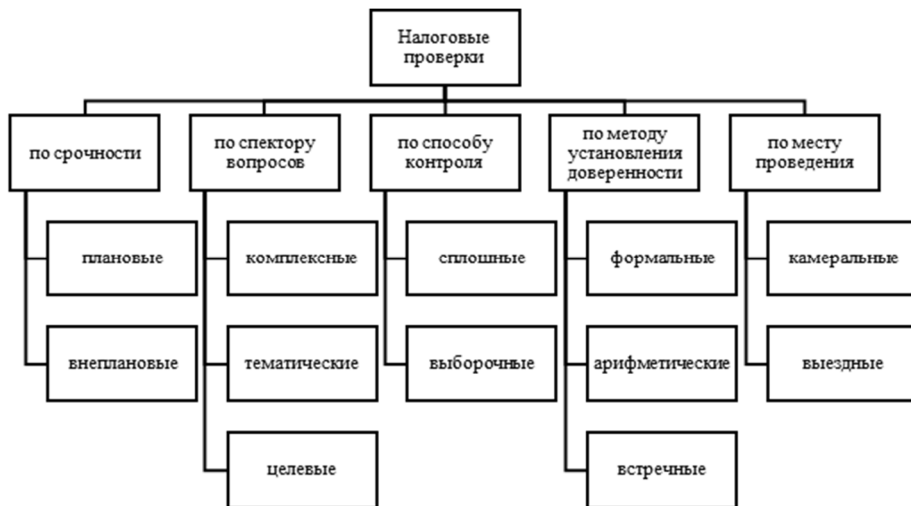 Налоговые
проверки
по срочности
по спектору
вопросов
по способу
контроля
по методу
установления
доверенности
по месту
проведения
плановые
комплексные
сплошные
формальные
камеральные
внеплановые
тематические
выборочные
арифметические
выездные
целевые
встречные